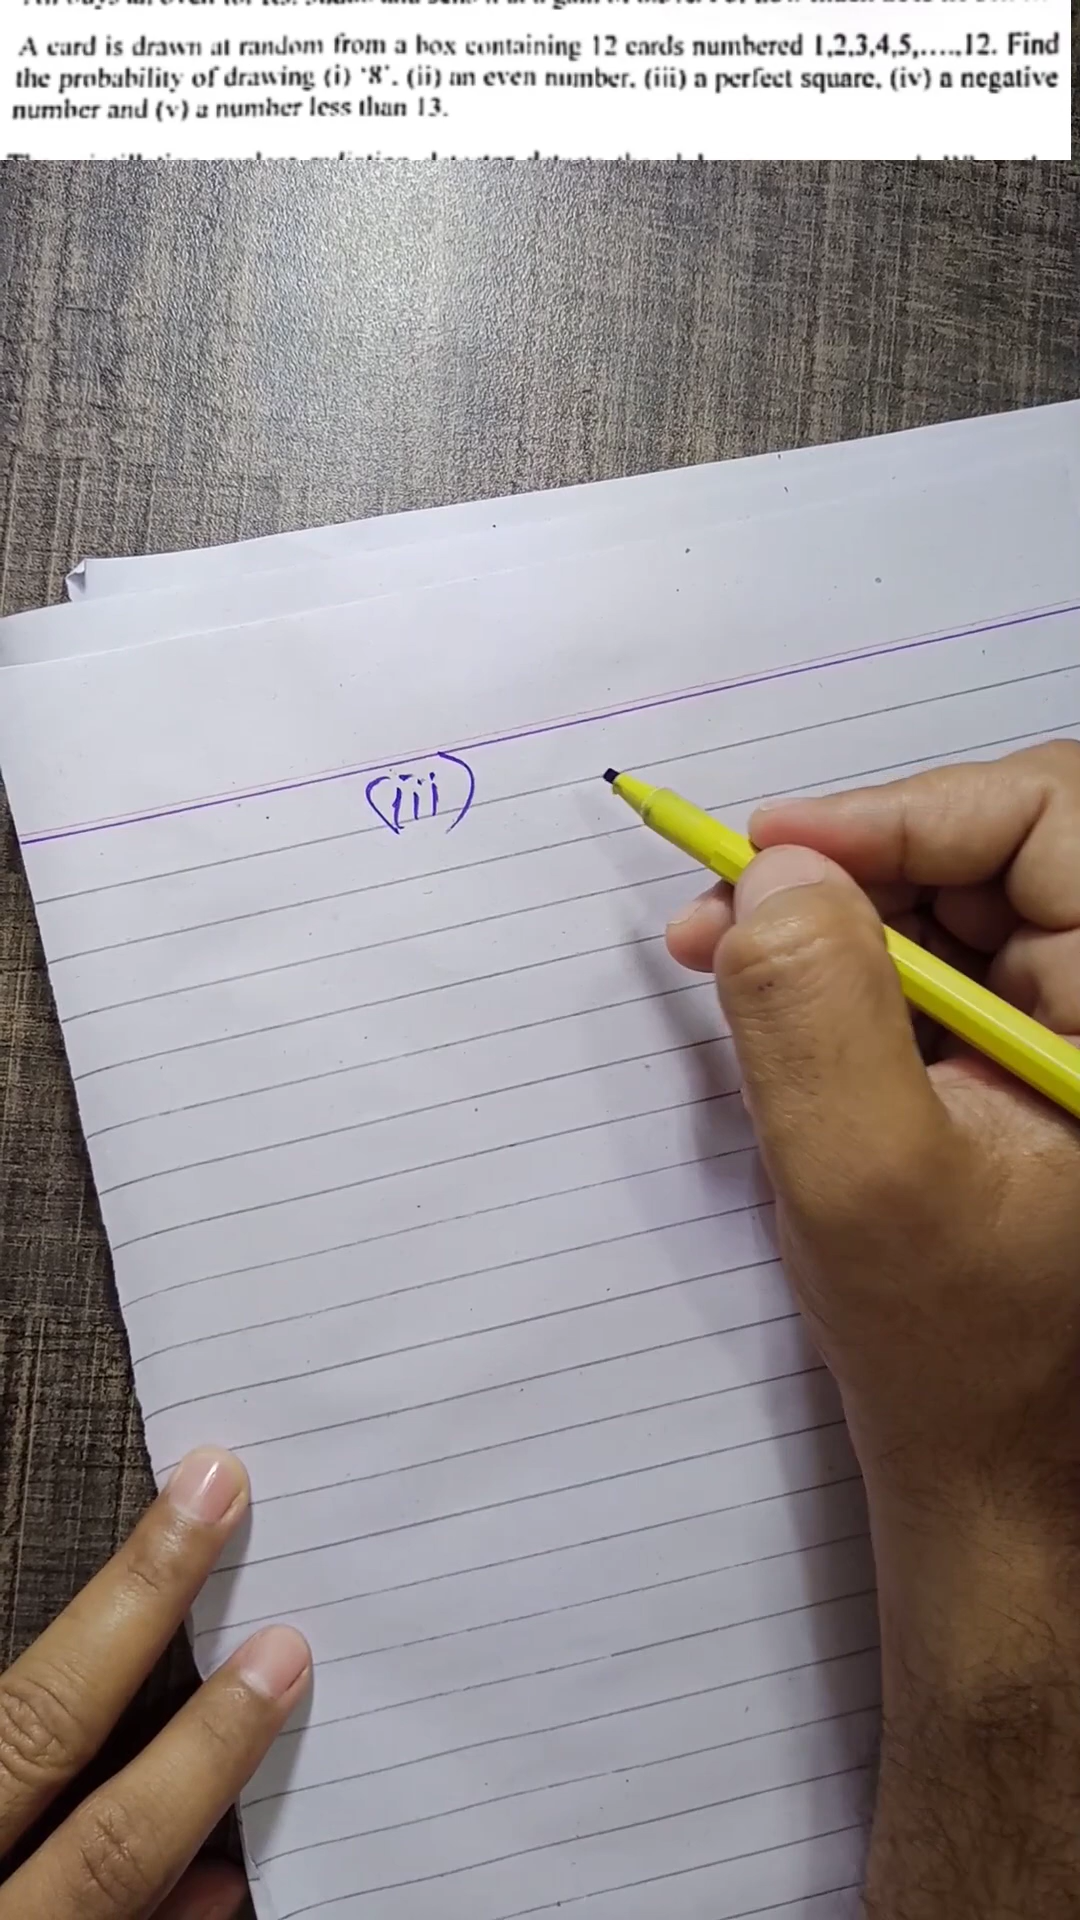 A card is drawn at random from a box containing 12 cards numbered 1,2,3,4,5,.....12. Find
the probability of drawing (i) '8'. (ii) an even number. (iii) a perfect square. (iv) a negative
number and (v) a number less than 13.
(iii)